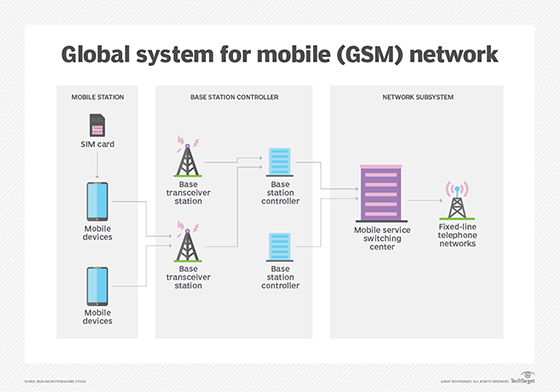 Global system for mobile (GSM) network
MOBILE STATION
BASE STATION CONTROLLER
NETWORK SUBSYSTEM
SIM card
Base
transceiver
station
Base
station
controller
Mobile
devices
Mobile service
switching
center
Fixed-line
telephone
networks
Base
transceiver
station
Base
station
controller
Mobile
devices
TechTarget